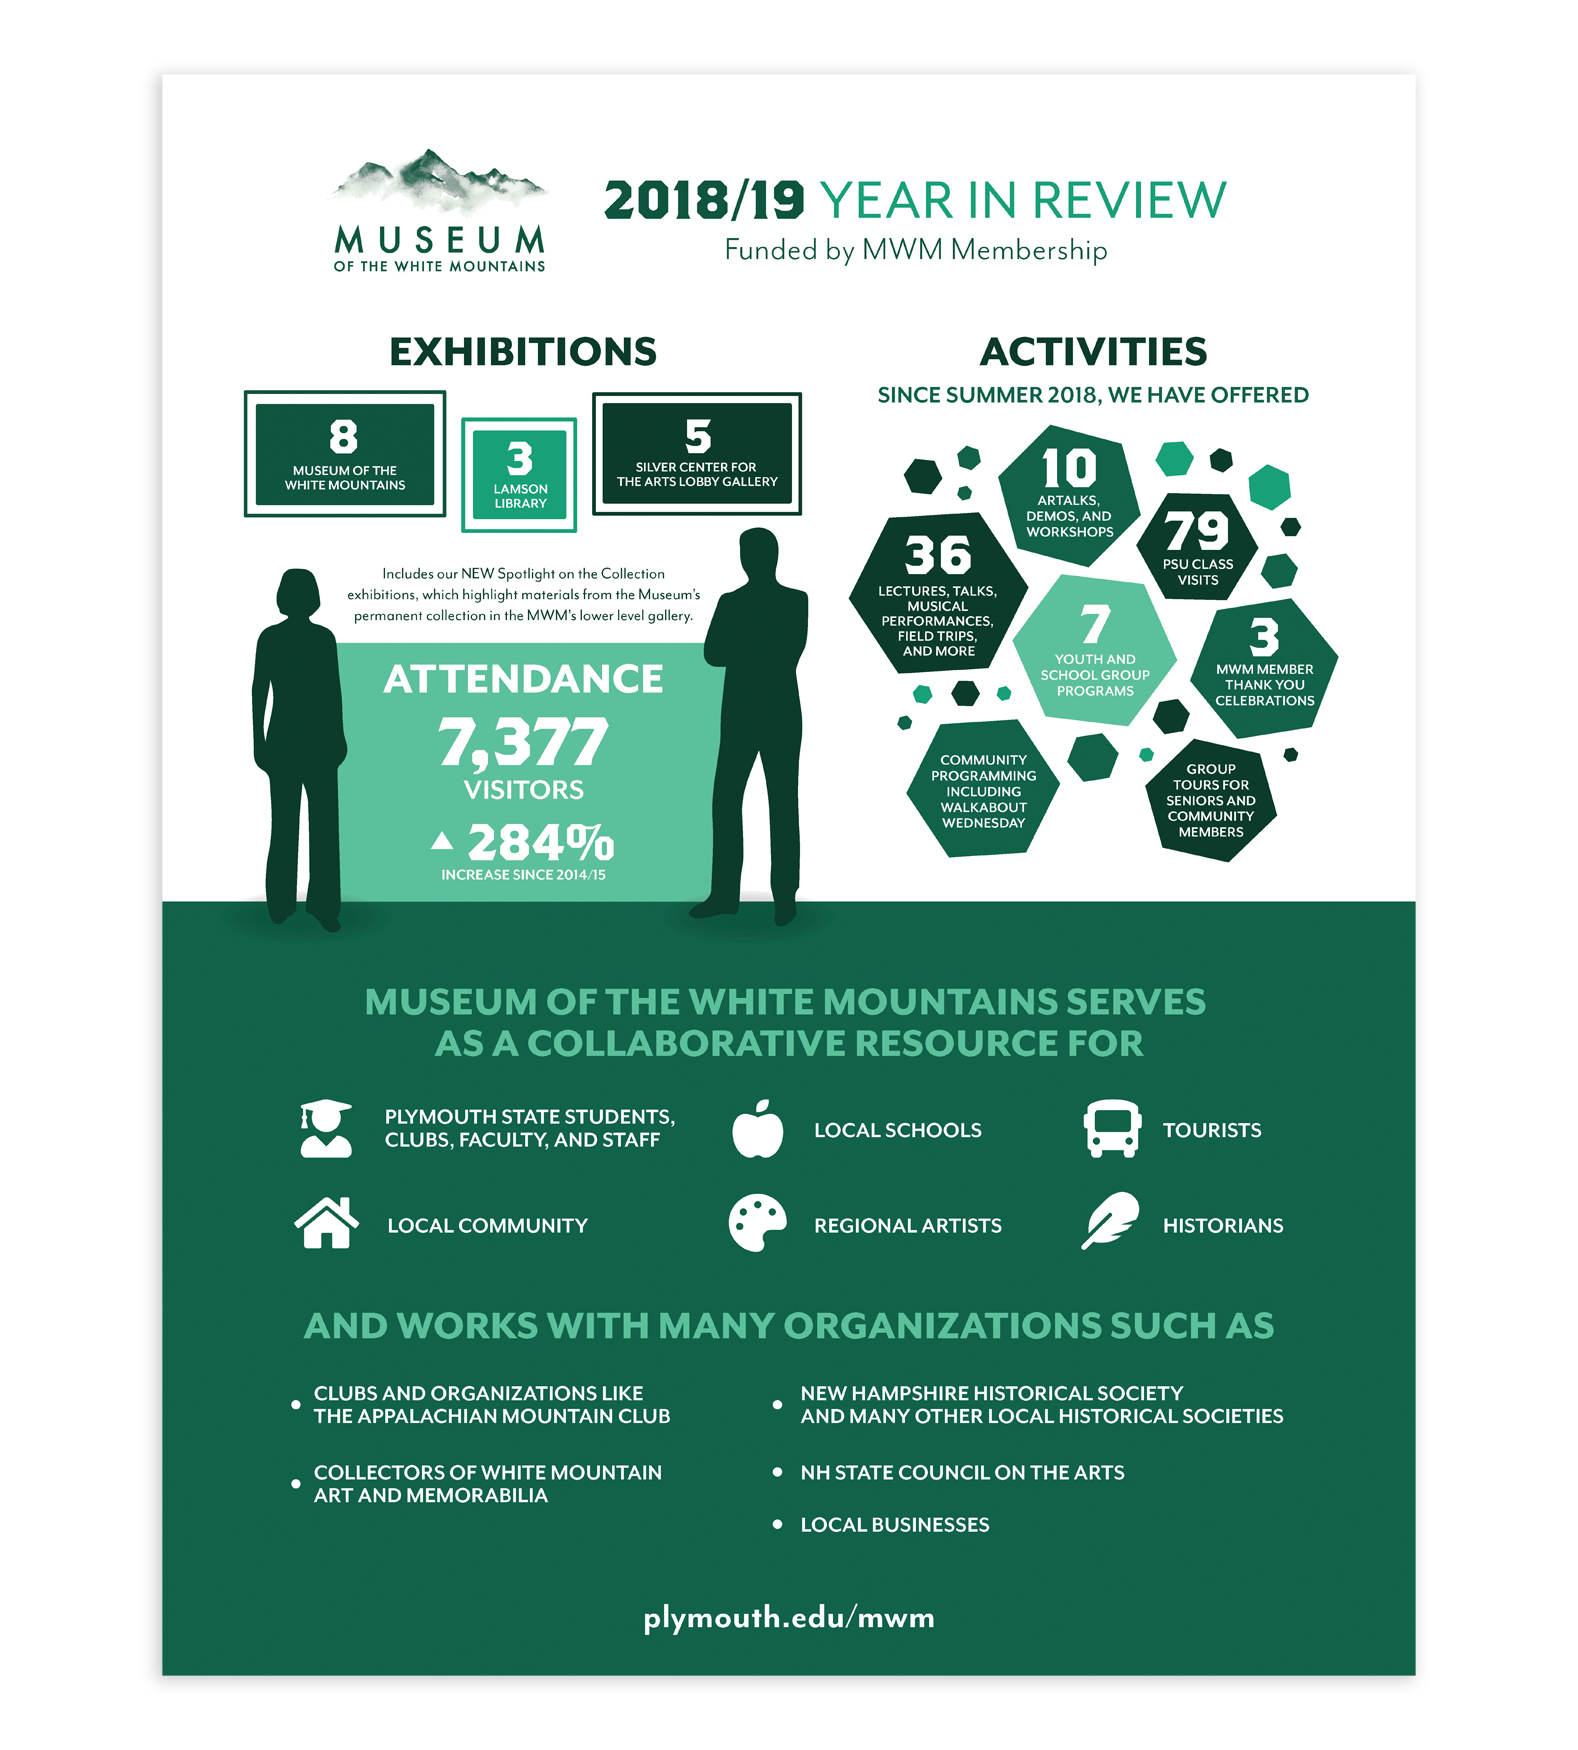 MUSEUM
OF THE WHITE MOUNTAINS
2018/19 YEAR IN REVIEW
Funded by MWM Membership
EXHIBITIONS
8
MUSEUM OF THE
WHITE MOUNTAINS
3
LAMSON
LIBRARY
5
SILVER CENTER FOR
THE ARTS LOBBY GALLERY
Includes our NEW Spotlight on the Collection
exhibitions, which highlight materials from the Museum's
permanent collection in the MWM's lower level gallery.
ATTENDANCE
7,377
VISITORS
▲ 284%
INCREASE SINCE 2014/15
ACTIVITIES
SINCE SUMMER 2018, WE HAVE OFFERED
10
ARTALKS,
DEMOS, AND
WORKSHOPS
79
PSU CLASS
VISITS
36
LECTURES, TALKS,
MUSICAL
PERFORMANCES,
FIELD TRIPS,
AND MORE
7
YOUTH AND
SCHOOL GROUP
PROGRAMS
3
MWM MEMBER
THANK YOU
CELEBRATIONS
COMMUNITY
PROGRAMMING
INCLUDING
WALKABOUT
WEDNESDAY
GROUP
TOURS FOR
SENIORS AND
COMMUNITY
MEMBERS
MUSEUM OF THE WHITE MOUNTAINS SERVES
AS A COLLABORATIVE RESOURCE FOR
PLYMOUTH STATE STUDENTS,
CLUBS, FACULTY, AND STAFF
LOCAL SCHOOLS
TOURISTS
LOCAL COMMUNITY
REGIONAL ARTISTS
HISTORIANS
AND WORKS WITH MANY ORGANIZATIONS SUCH AS
• CLUBS AND ORGANIZATIONS LIKE
THE APPALACHIAN MOUNTAIN CLUB
• COLLECTORS OF WHITE MOUNTAIN
ART AND MEMORABILIA
• NEW HAMPSHIRE HISTORICAL SOCIETY
AND MANY OTHER LOCAL HISTORICAL SOCIETIES
• NH STATE COUNCIL ON THE ARTS
• LOCAL BUSINESSES
plymouth.edu/mwm